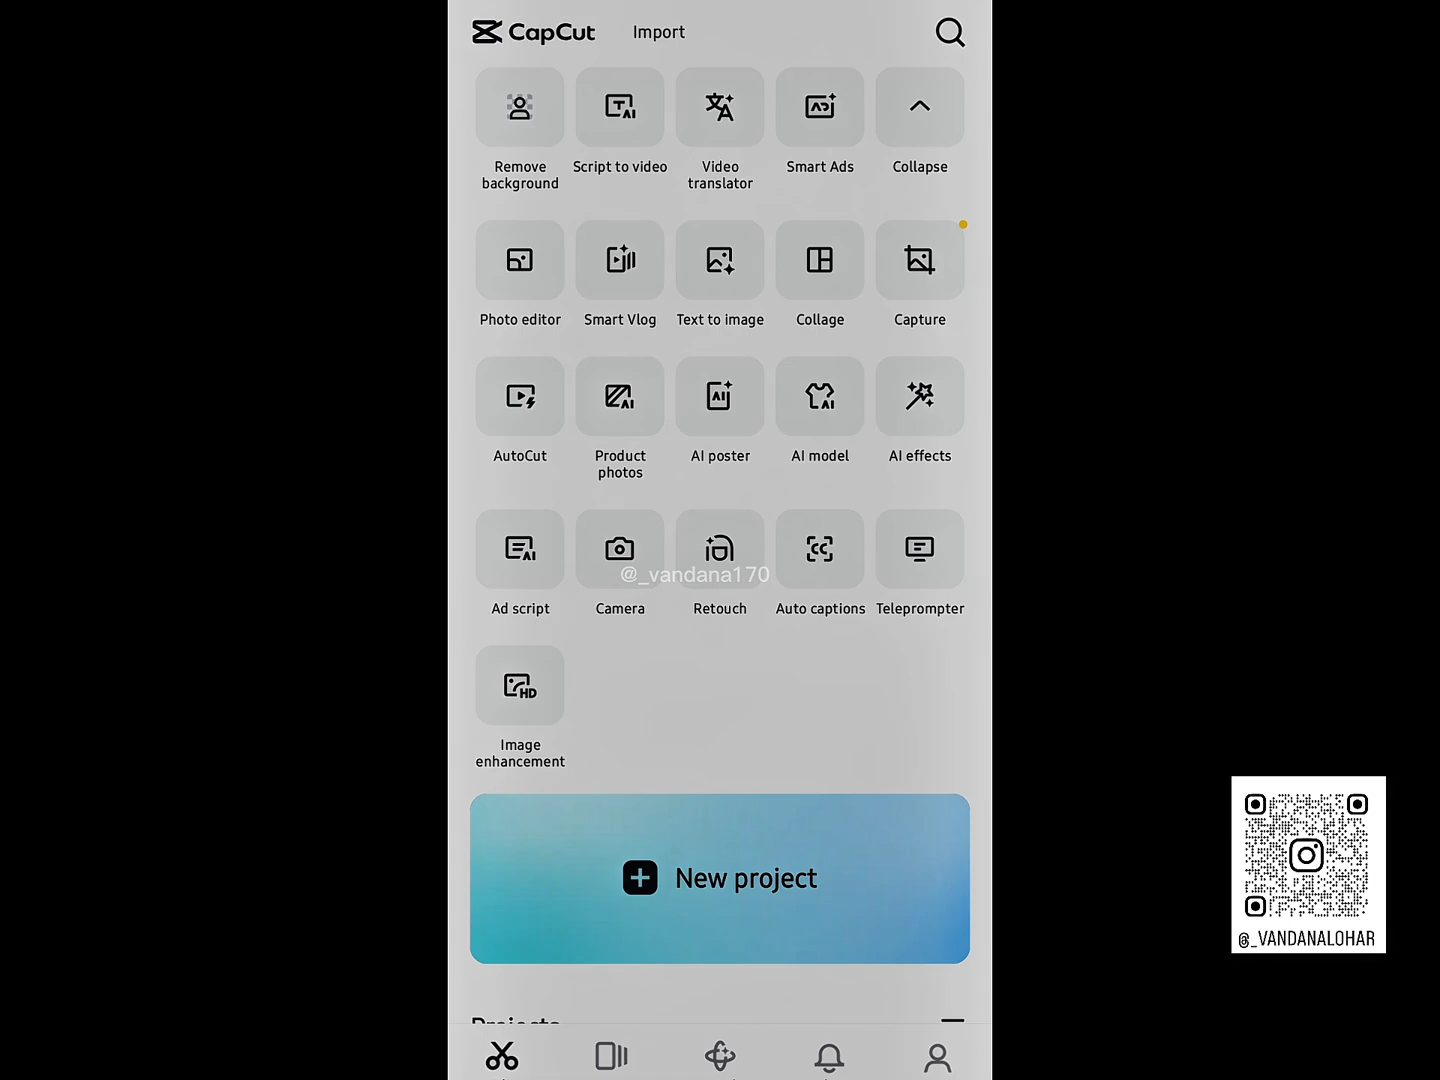 CapCut Import
Remove
background
Script to video
Video
translator
Smart Ads
Collapse
Photo editor
Smart Vlog
Text to image
Collage
Capture
AutoCut
Product
photos
AI poster
AI model
AI effects
Ad script
Camera
Retouch
Auto captions
Teleprompter
@_vandana170
Image
enhancement
HD
New project
Projects
@_VANDANALOHAR